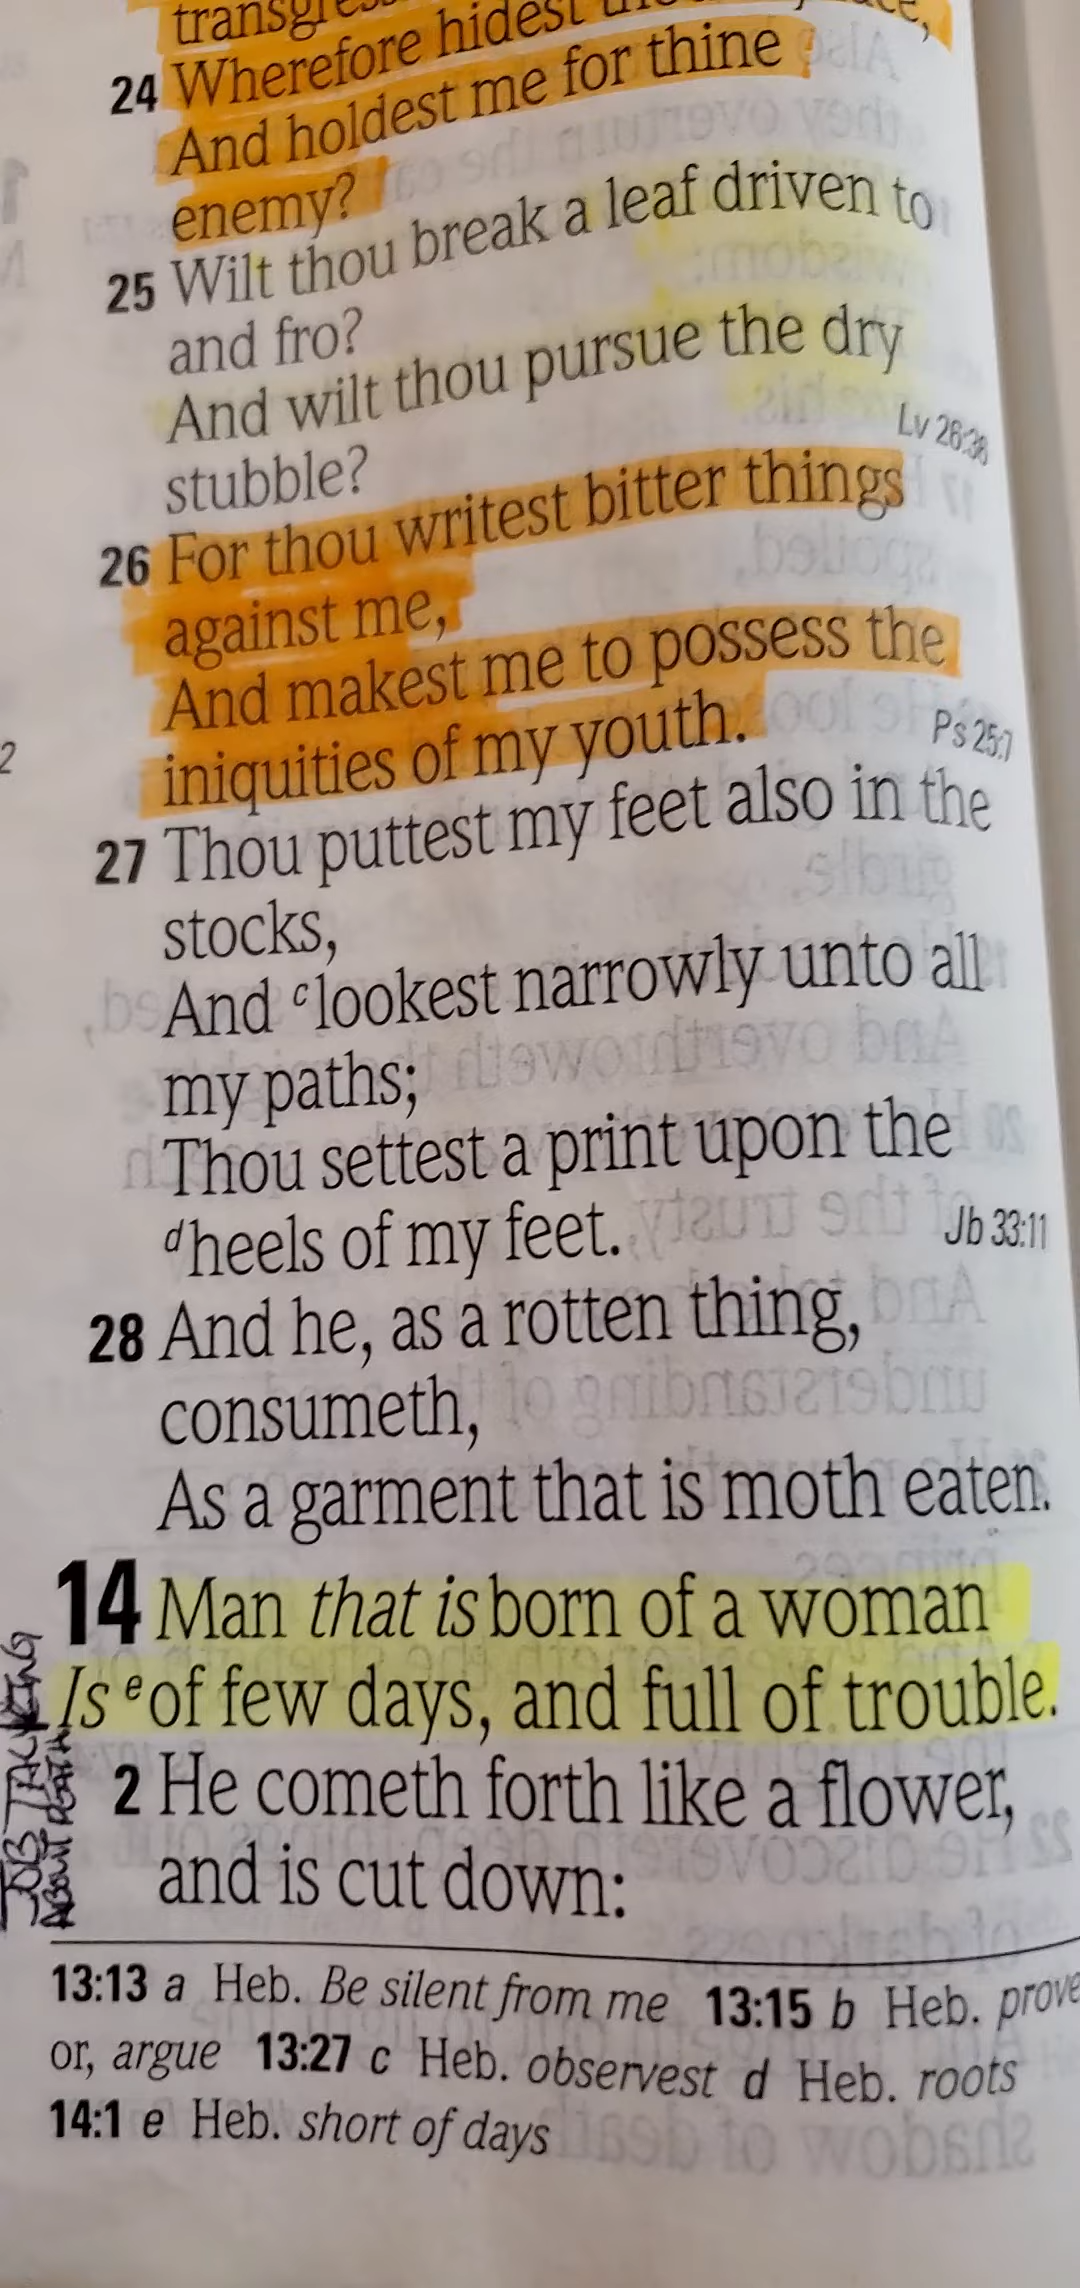 24 Wherefore hidest
And holdest me for thine
enemy?
25 Wilt thou break a leaf driven to
and fro?
And wilt thou pursue the dry
stubble? Lv 26:36
26 For thou writest bitter things
against me,
And makest me to possess the
iniquities of my youth. Ps 25:7
27 Thou puttest my feet also in the
stocks,
And c lookest narrowly unto all
my paths;
Thou settest a print upon the
d heels of my feet. Jb 33:11
28 And he, as a rotten thing,
consumeth,
As a garment that is moth eaten.
14 Man that is born of a woman
Is e of few days, and full of trouble.
2 He cometh forth like a flower,
and is cut down:
JOB TALKING
ABOUT DEATH
13:13 a Heb. Be silent from me 13:15 b Heb. prove
or, argue 13:27 c Heb. observest d Heb. roots
14:1 e Heb. short of days